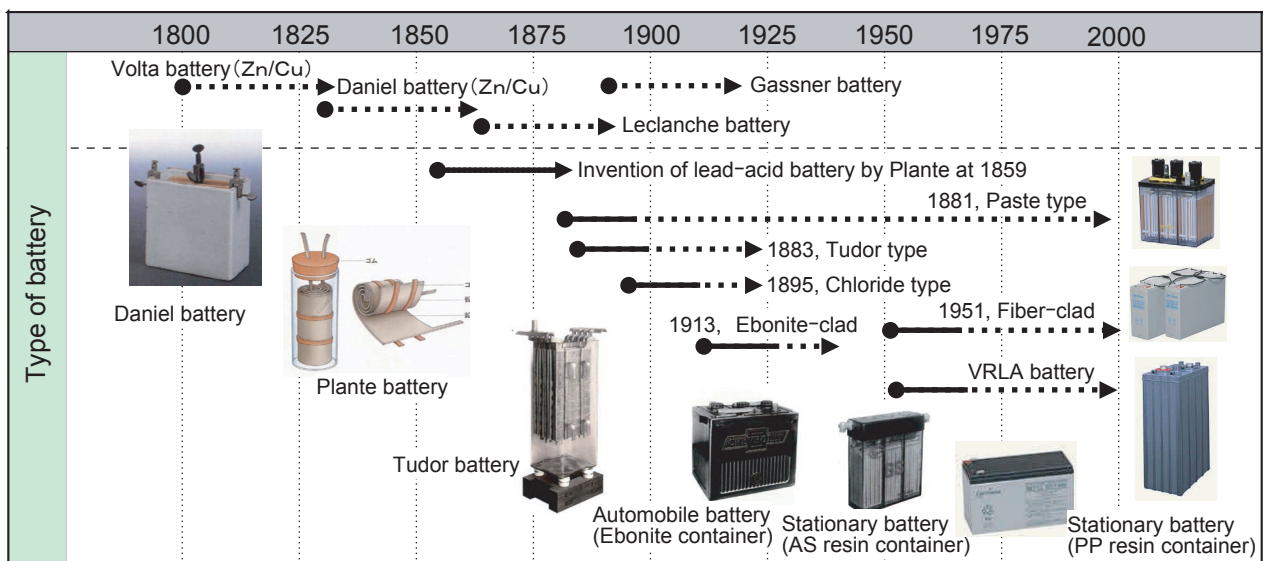 1800 1825 1850 1875 1900 1925 1950 1975 2000
Type of battery
Volta battery(Zn/Cu)
Daniel battery(Zn/Cu)
Gassner battery
Leclanche battery
Invention of lead-acid battery by Plante at 1859
1881, Paste type
1883, Tudor type
1895, Chloride type
1913, Ebonite-clad
1951, Fiber-clad
VRLA battery
Daniel battery
ゴム
Plante battery
Tudor battery
Automobile battery
(Ebonite container)
Stationary battery
(AS resin container)
Stationary battery
(PP resin container)